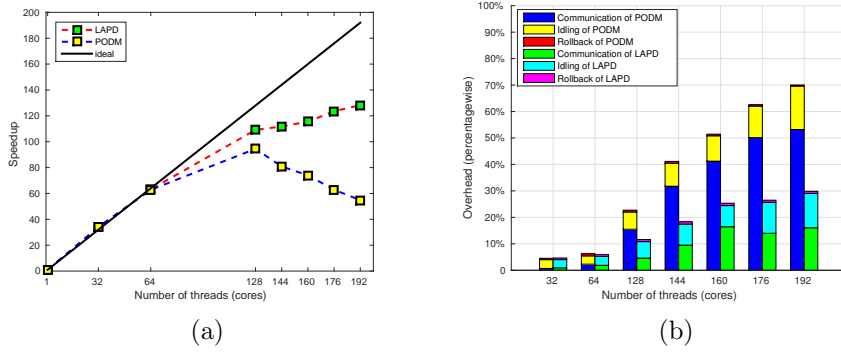 200
180
160
140
120
100
80
60
40
20
0
Speedup
LAPD
PODM
ideal
1 32 64 128 144 160 176 192
Number of threads (cores)
(a)
100%
90%
80%
70%
60%
50%
40%
30%
20%
10%
0
Overhead (percentagewise)
Communication of PODM
Idling of PODM
Rollback of PODM
Communication of LAPD
Idling of LAPD
Rollback of LAPD
32 64 128 144 160 176 192
Number of threads (cores)
(b)